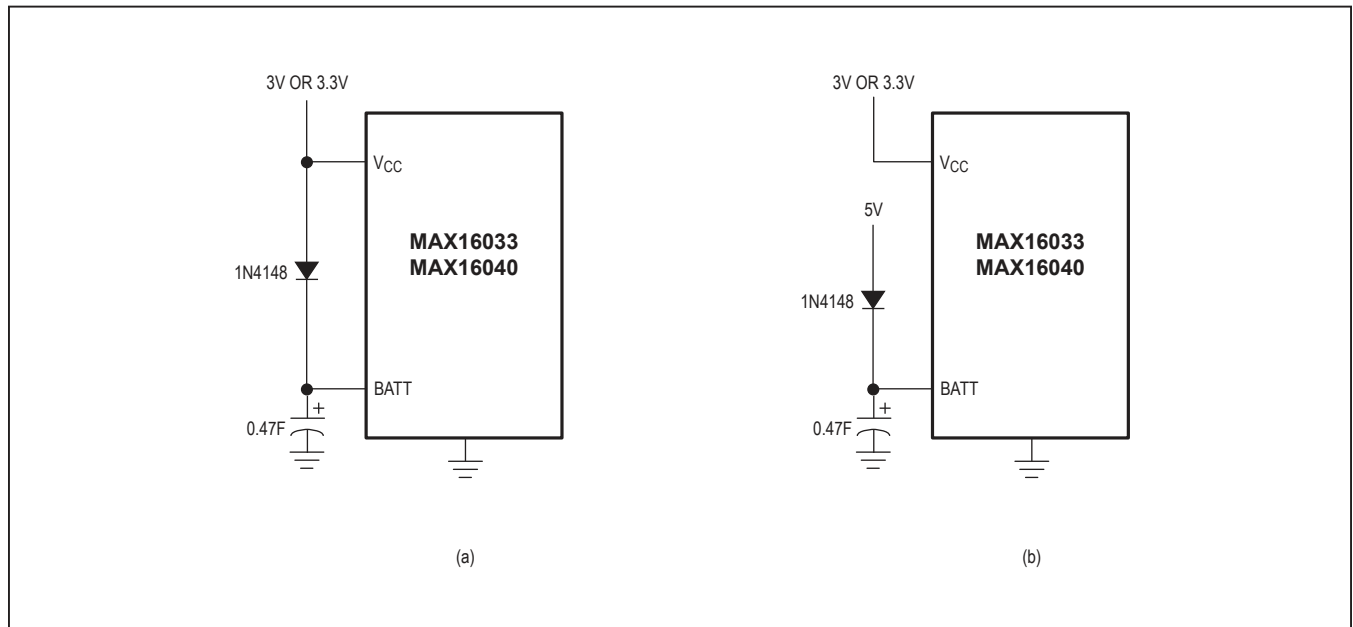 3V OR 3.3V
VCC
MAX16033
MAX16040
1N4148
BATT
+
0.47F
(a)
3V OR 3.3V
VCC
5V
MAX16033
MAX16040
1N4148
BATT
+
0.47F
(b)